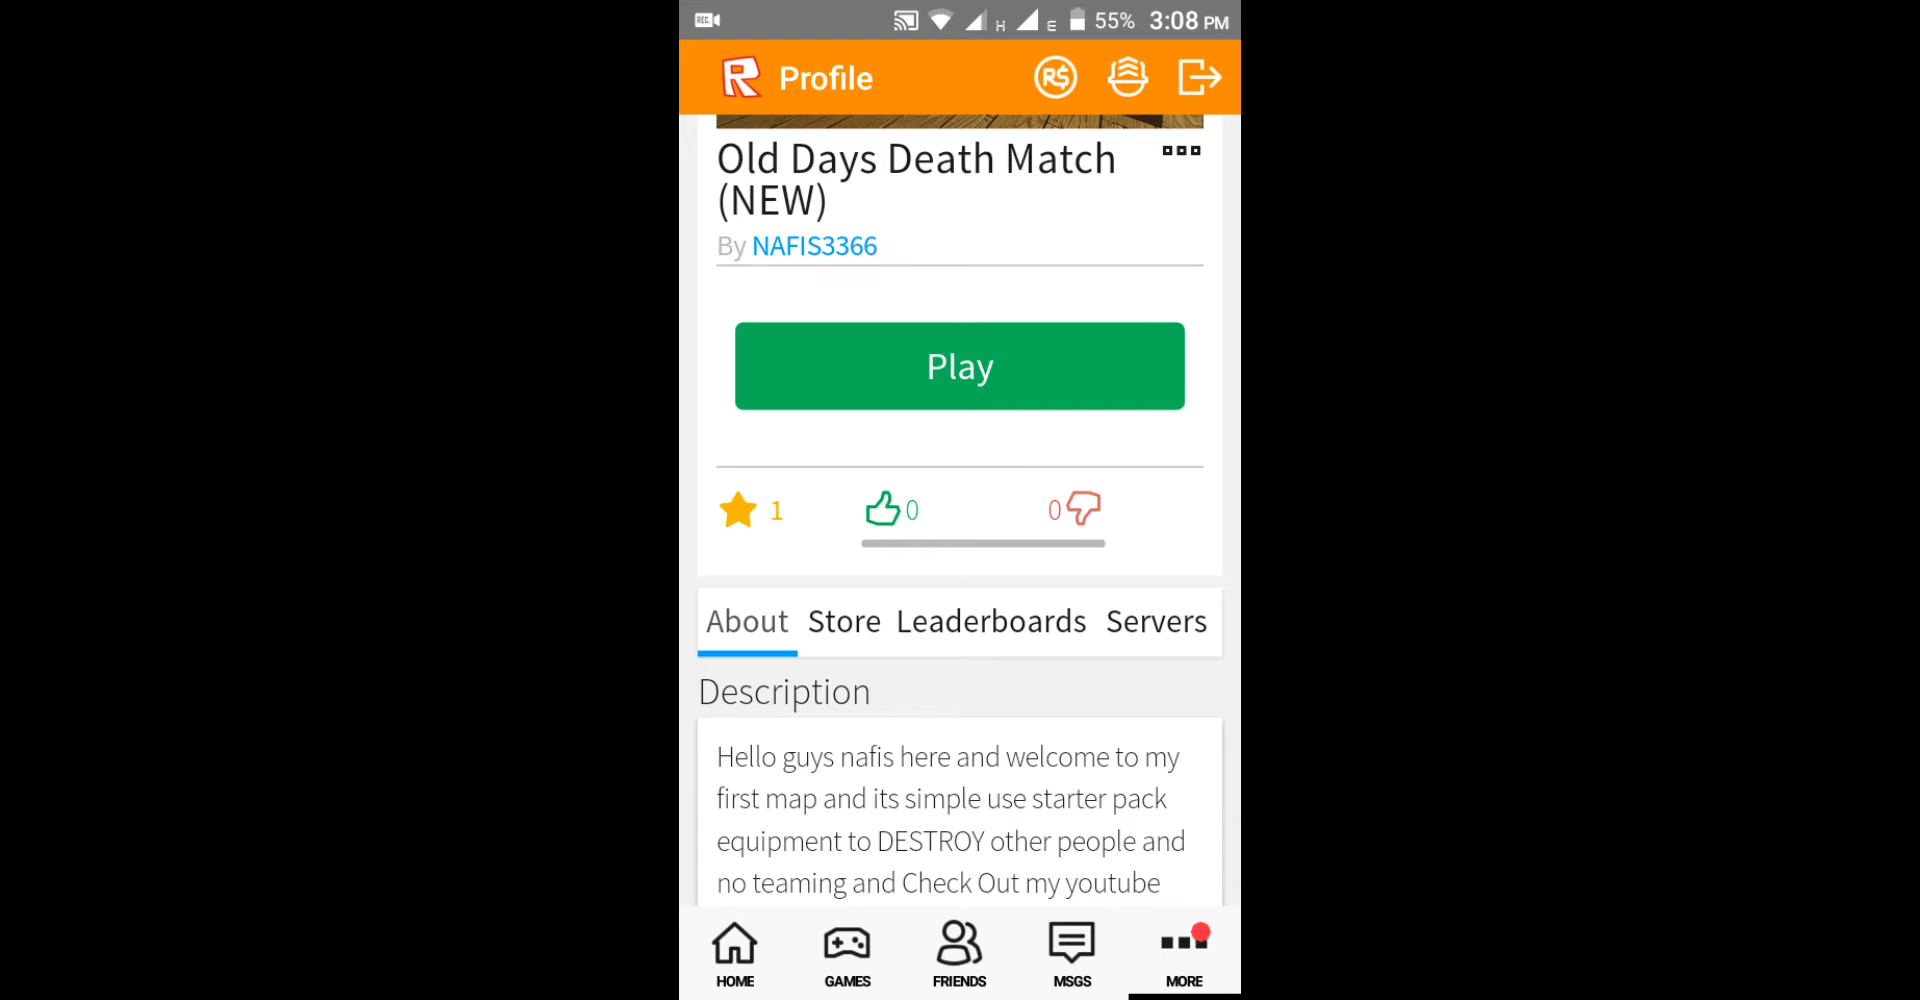 REC H E 55% 3:08 PM
R Profile R$
Old Days Death Match
(NEW)
By NAFIS3366
Play
1 0 0
About Store Leaderboards Servers
Description
Hello guys nafis here and welcome to my
first map and its simple use starter pack
equipment to DESTROY other people and
no teaming and Check Out my youtube
HOME GAMES FRIENDS MSGS MORE